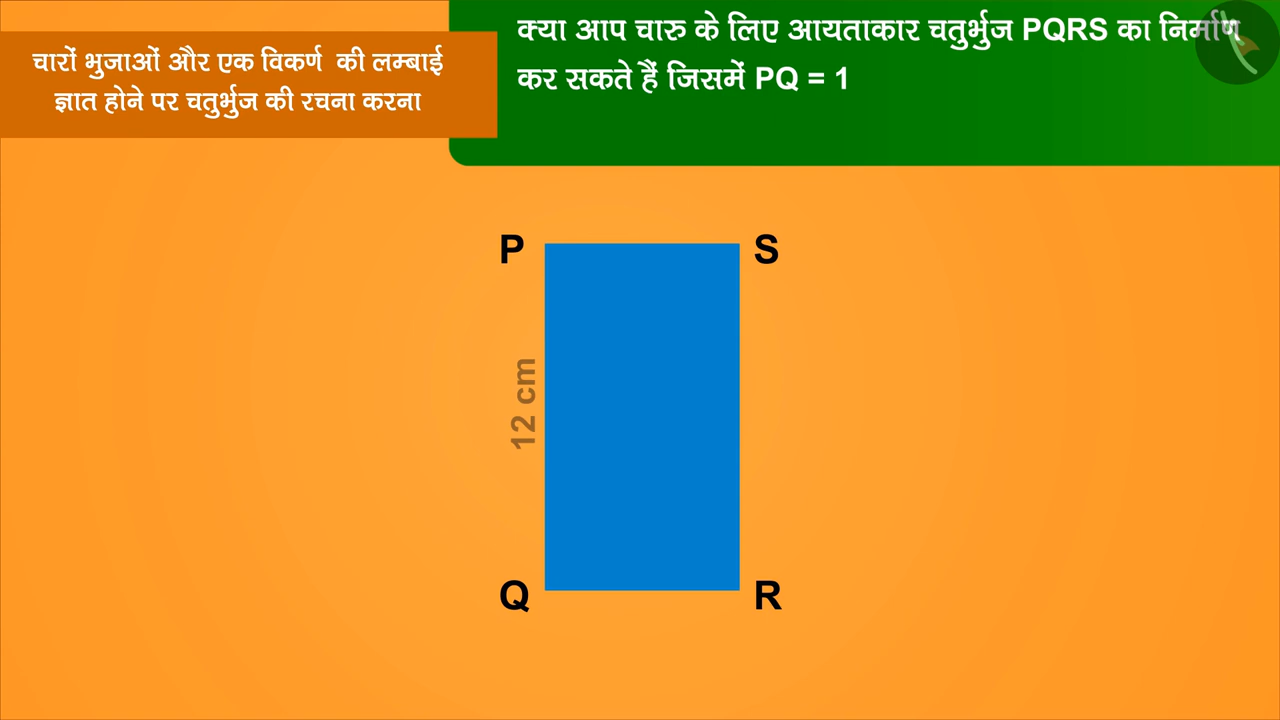 चारों भुजाओं और एक विकर्ण की लम्बाई
ज्ञात होने पर चतुर्भुज की रचना करना
क्या आप चारु के लिए आयताकार चतुर्भुज PQRS का निर्माण
कर सकते हैं जिसमें PQ = 1
P
S
12 cm
Q
R